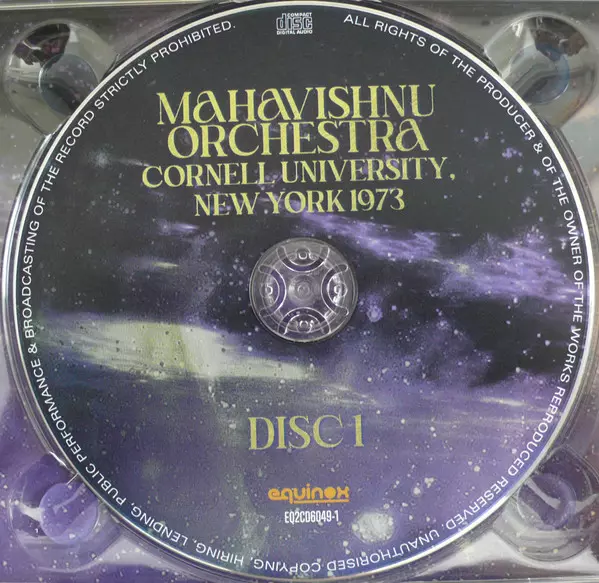 COMPACT
disc
DIGITAL AUDIO
MAHAVISHNU
ORCHESTRA
CORNELL UNIVERSITY,
NEW YORK 1973
DISC 1
equinox
EQ2CD6049-1
ALL RIGHTS OF THE PRODUCER & OF THE OWNER OF THE WORKS REPRODUCED RESERVED. UNAUTHORISED COPYING, HIRING, LENDING, PUBLIC PERFORMANCE & BROADCASTING OF THE RECORD STRICTLY PROHIBITED.